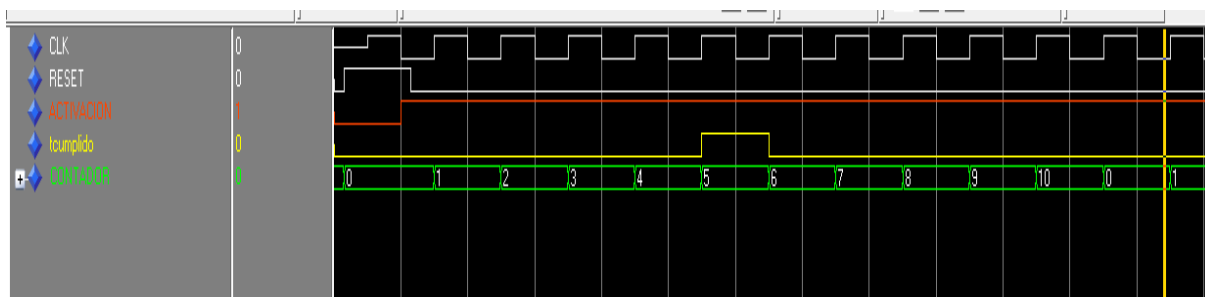 CLK 0
RESET 0
ACTIVACION 1
tcumplido 0
CONTADOR 0 0 1 2 3 4 5 6 7 8 9 10 0 1